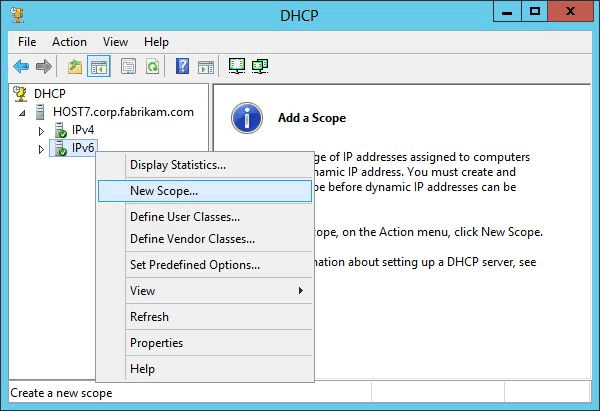 DHCP
File Action View Help
DHCP
HOST7.corp.fabrikam.com
IPv4
IPv6
Display Statistics...
New Scope...
Define User Classes...
Define Vendor Classes...
Set Predefined Options...
View
Refresh
Properties
Help
Add a Scope
ge of IP addresses assigned to computers
namic IP address. You must create and
pe before dynamic IP addresses can be
ope, on the Action menu, click New Scope.
mation about setting up a DHCP server, see
Create a new scope